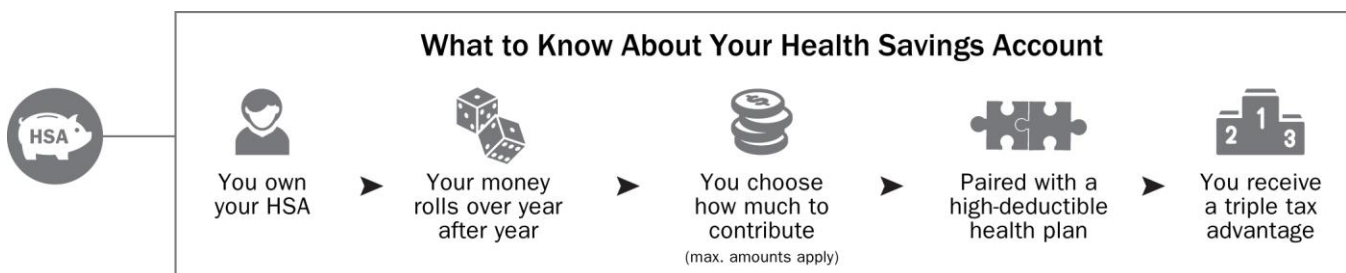 What to Know About Your Health Savings Account
HSA
You own
your HSA
Your money
rolls over year
after year
You choose
how much to
contribute
(max. amounts apply)
Paired with a
high-deductible
health plan
2 1 3
You receive
a triple tax
advantage